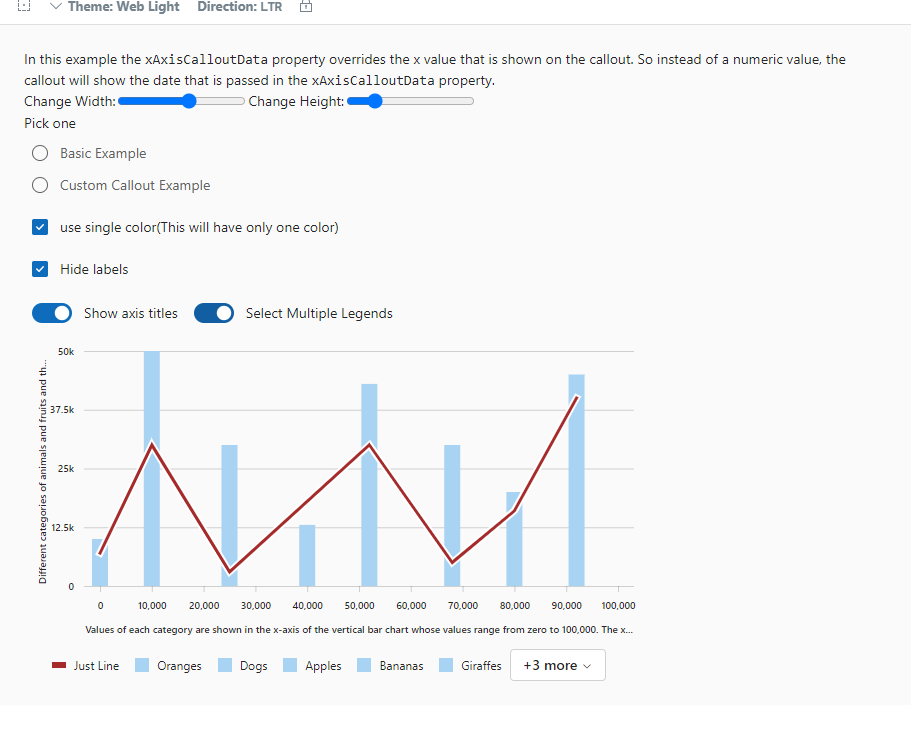 Theme: Web Light Direction: LTR
In this example the xAxisCalloutData property overrides the x value that is shown on the callout. So instead of a numeric value, the
callout will show the date that is passed in the xAxisCalloutData property.
Change Width: Change Height:
Pick one
Basic Example
Custom Callout Example
use single color(This will have only one color)
Hide labels
Show axis titles Select Multiple Legends
Different categories of animals and fruits and th...
50k
37.5k
25k
12.5k
0
0 10,000 20,000 30,000 40,000 50,000 60,000 70,000 80,000 90,000 100,000
Values of each category are shown in the x-axis of the vertical bar chart whose values range from zero to 100,000. The x...
Just Line Oranges Dogs Apples Bananas Giraffes +3 more